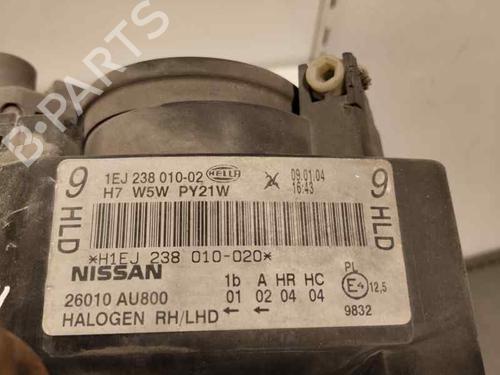 B-PARTS
9 HLD
1EJ 238 010-02 HELLA 09.01.04
H7 W5W PY21W 16:43
9 HLD
*H1EJ 238 010-020*
NISSAN 1b A HR HC PL
26010 AU800 01 02 04 04 E4 12,5
HALOGEN RH/LHD ← ← 9832